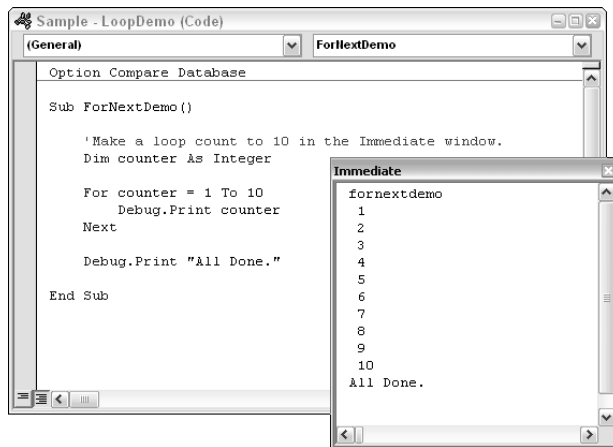 Sample - LoopDemo (Code)
(General)
ForNextDemo
Option Compare Database
Sub ForNextDemo()
'Make a loop count to 10 in the Immediate window.
Dim counter As Integer
For counter = 1 To 10
Debug.Print counter
Next
Debug.Print "All Done."
End Sub
Immediate
fornextdemo
1
2
3
4
5
6
7
8
9
10
All Done.